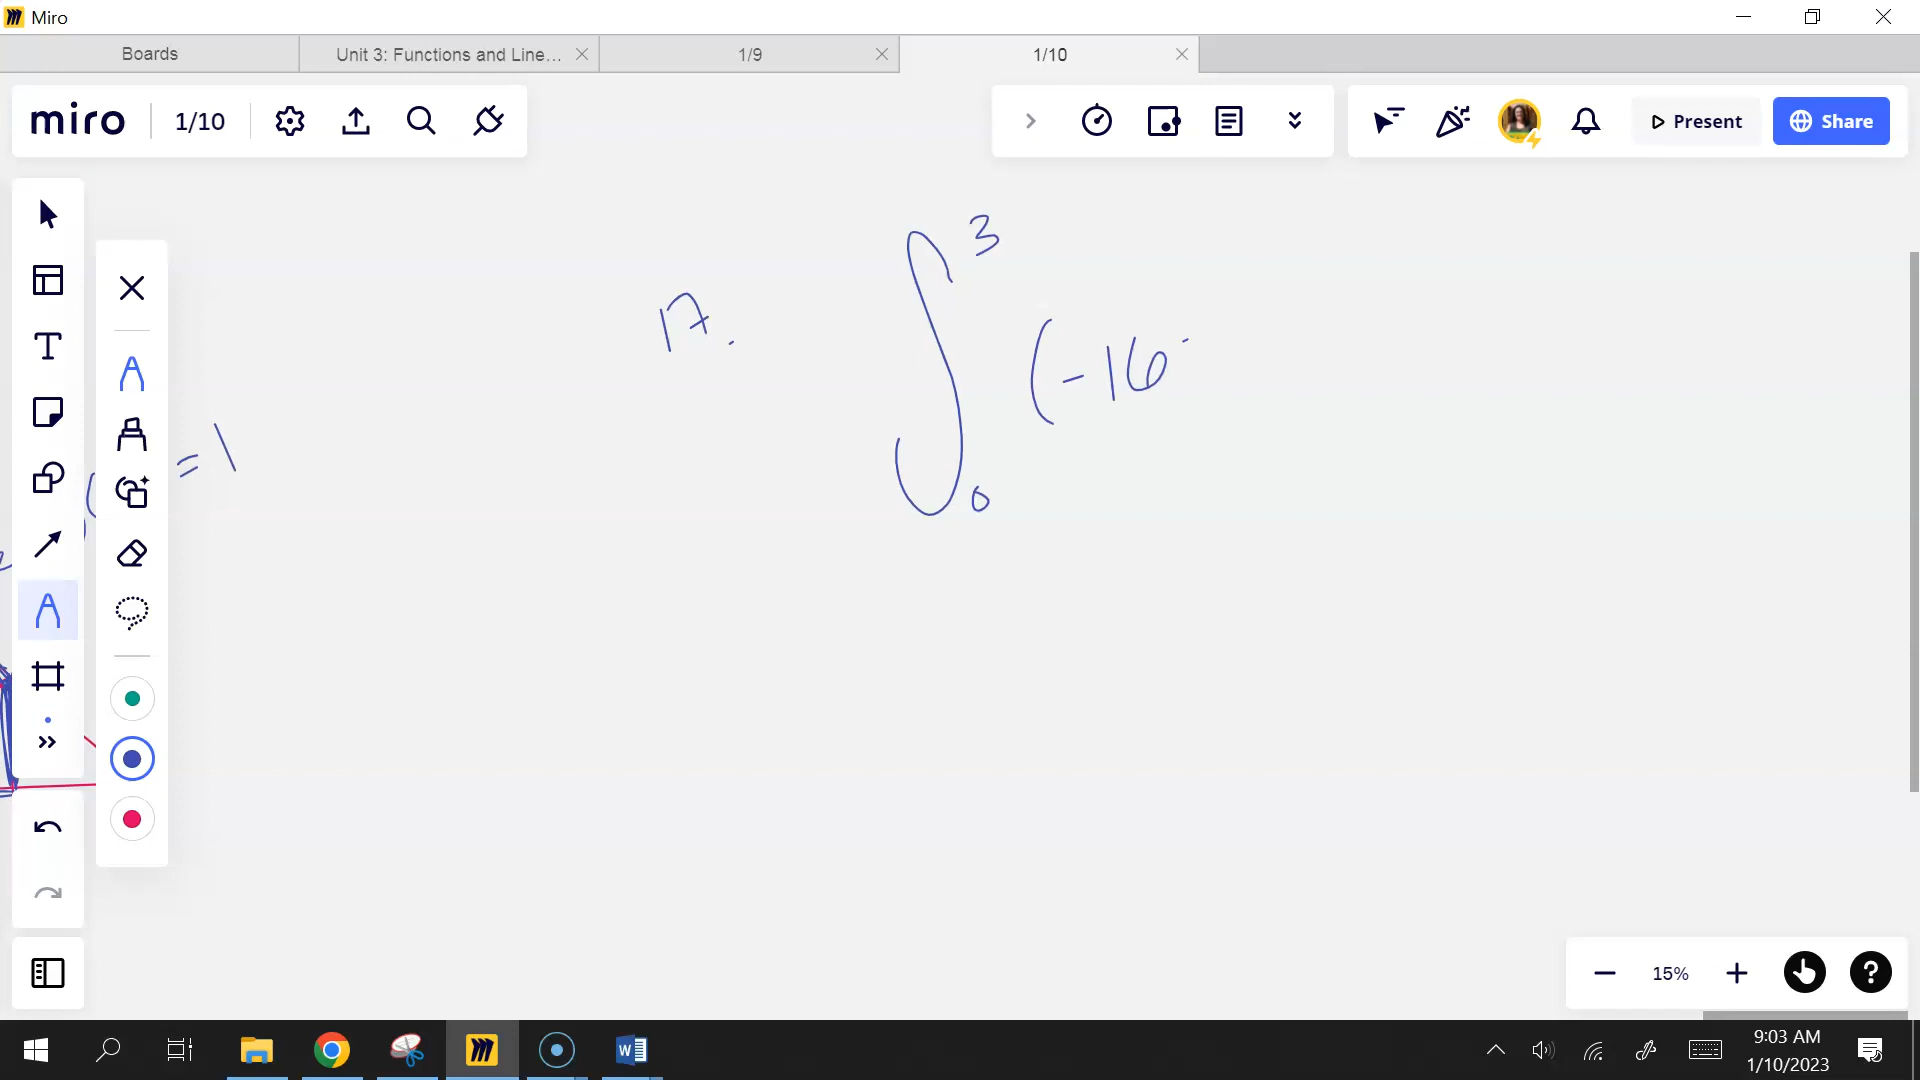 Miro
Boards
Unit 3: Functions and Line...
1/9
1/10
miro
1/10
Present
Share
17.
∫
3
0
(-16
= 1
15%
9:03 AM
1/10/2023